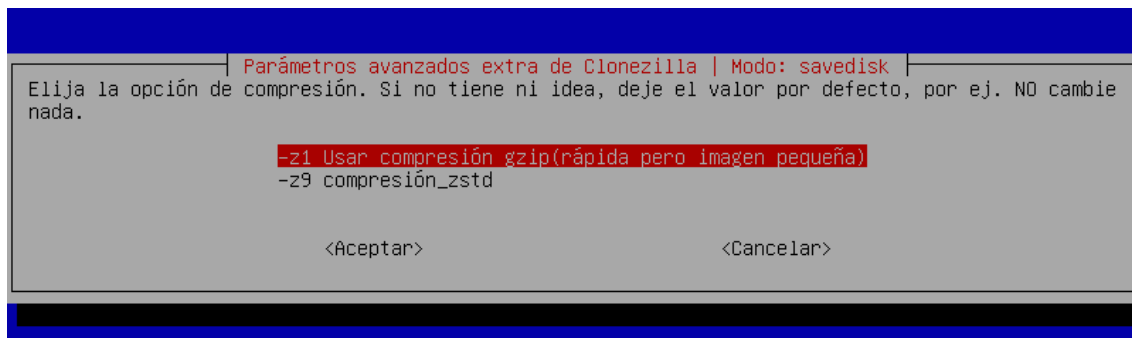 Parámetros avanzados extra de Clonezilla | Modo: savedisk
Elija la opción de compresión. Si no tiene ni idea, deje el valor por defecto, por ej. NO cambie
nada.
-z1 Usar compresión gzip(rápida pero imagen pequeña)
-z9 compresión_zstd
<Aceptar> <Cancelar>